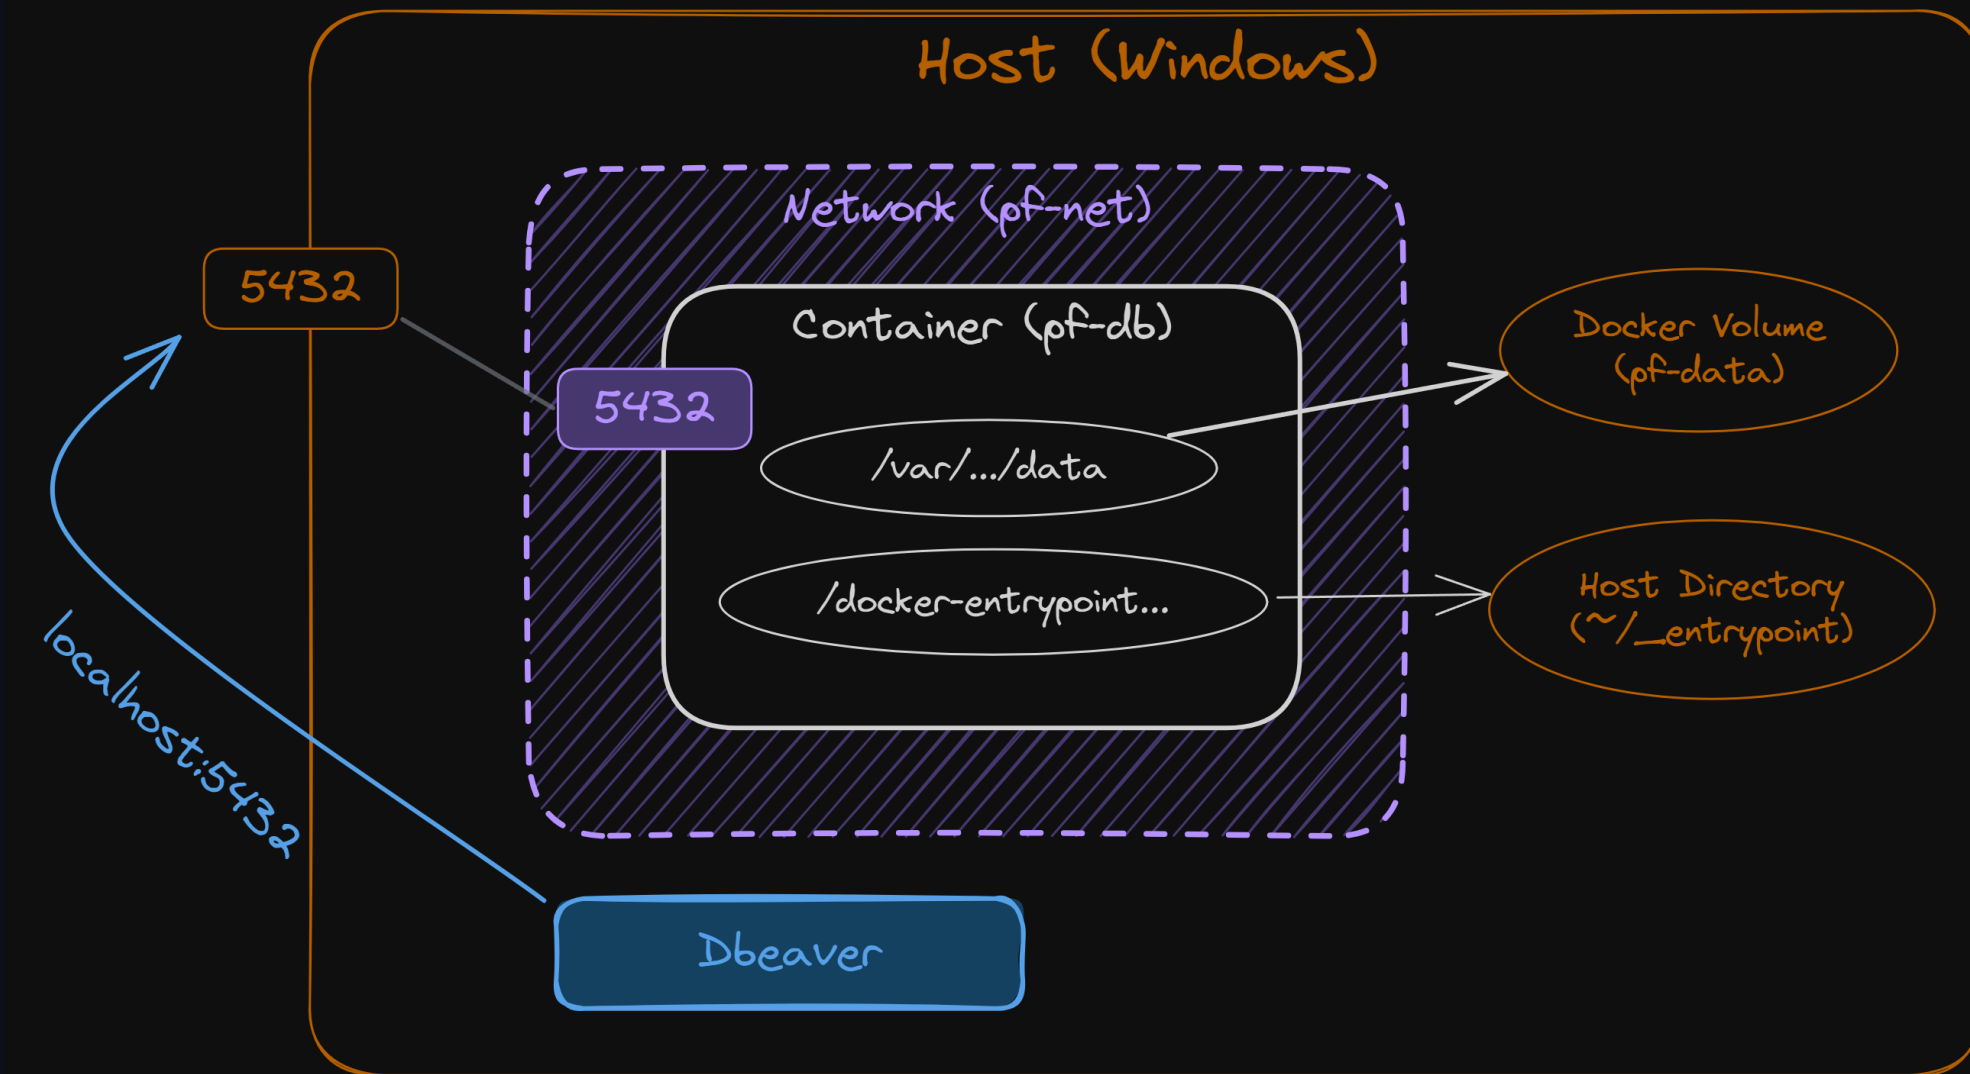 Host (Windows)
Network (pf-net)
5432
Container (pf-db)
5432
/var/.../data
/docker-entrypoint...
Docker Volume
(pf-data)
Host Directory
(~/_entrypoint)
localhost:5432
Dbeaver